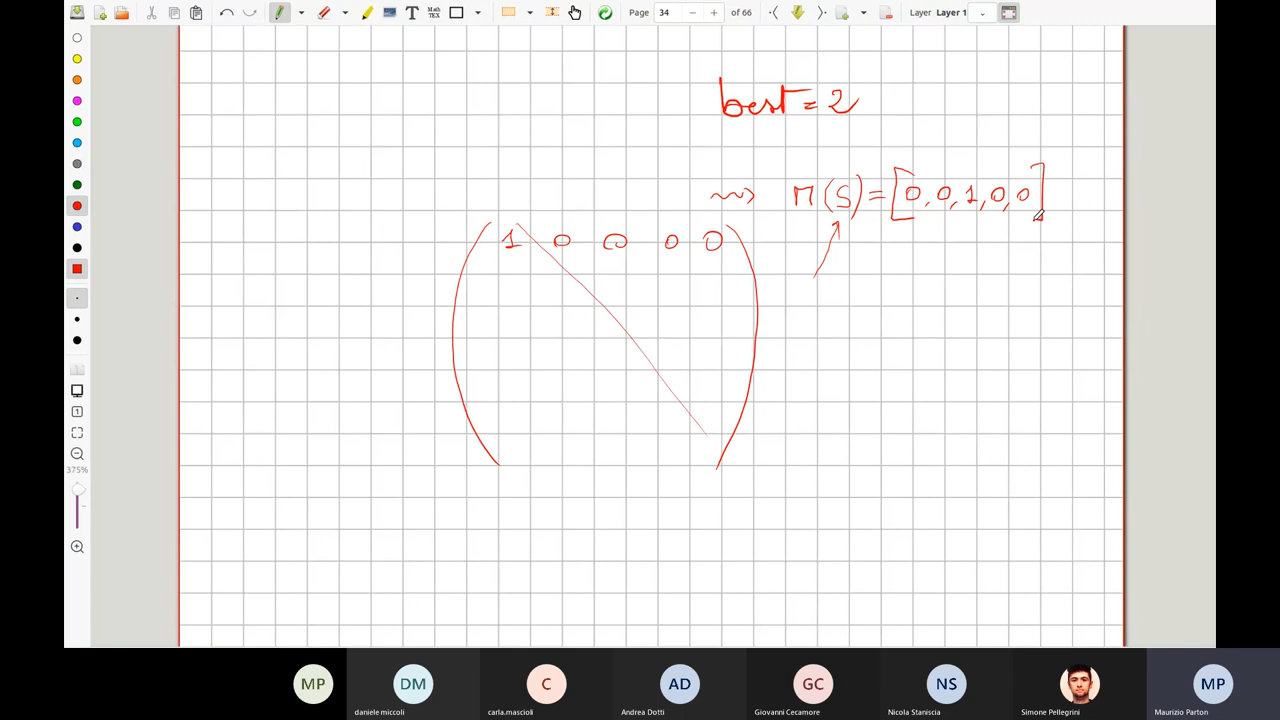 Page 34 of 66 Layer Layer 1
best = 2
⇝ π(S) = [0, 0, 1, 0, 0]
1 0 0 0 0
375%
MP DM C AD GC NS MP
daniele miccoli carla.mascioli Andrea Dotti Giovanni Cecamore Nicola Staniscia Simone Pellegrini Maurizio Parton